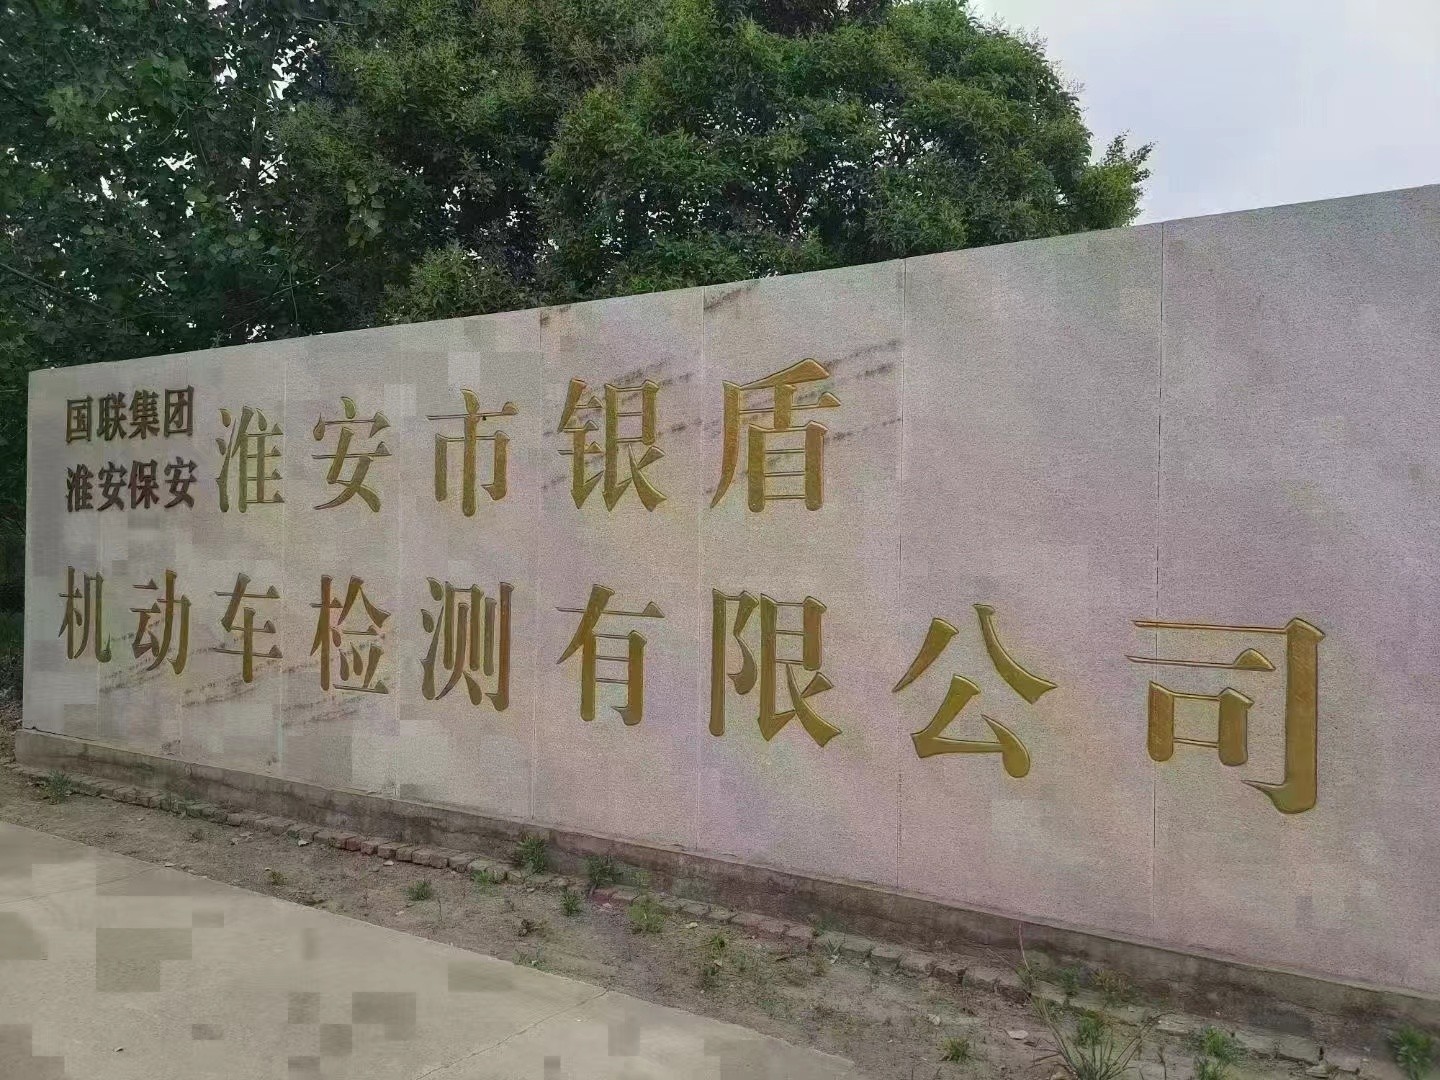 国联集团
淮安保安
淮安市银盾
机动车检测有限公司